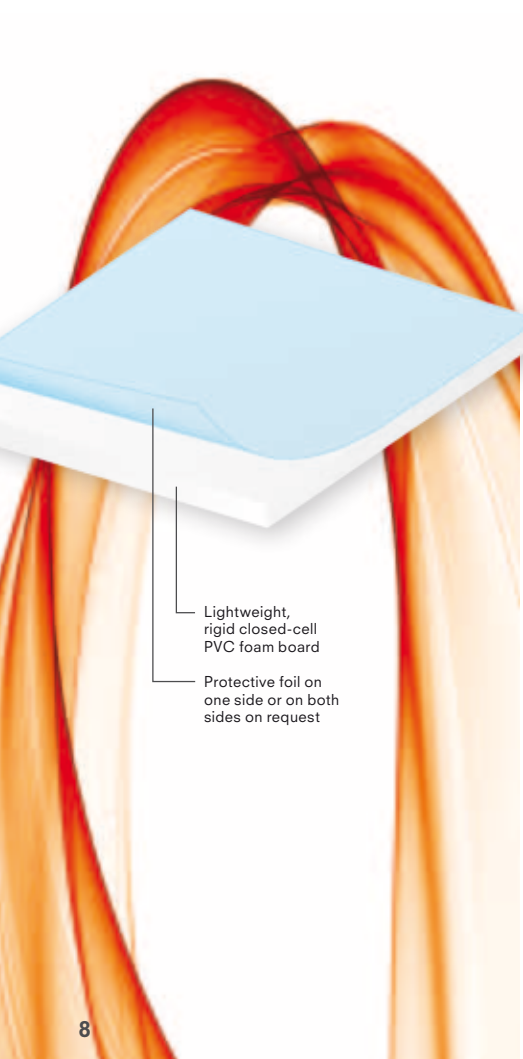 Lightweight,
rigid closed-cell
PVC foam board
Protective foil on
one side or on both
sides on request
8